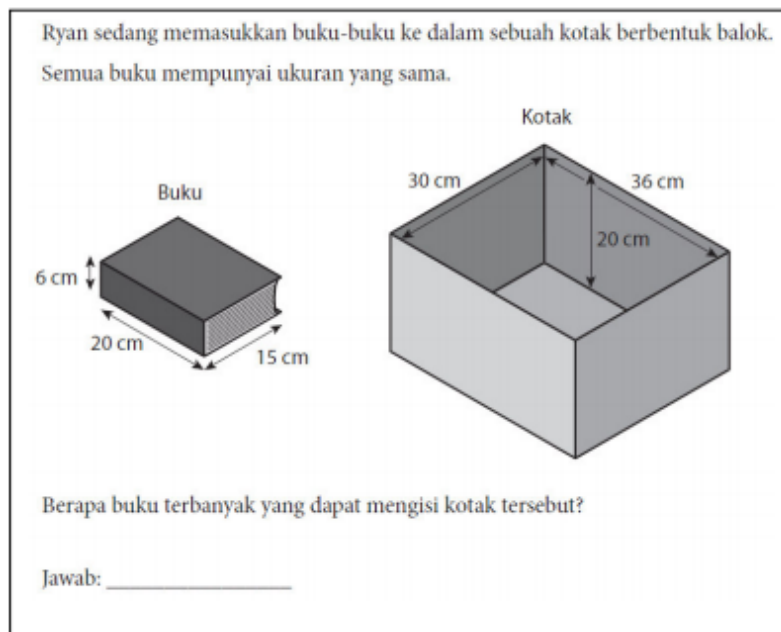 Ryan sedang memasukkan buku-buku ke dalam sebuah kotak berbentuk balok.
Semua buku mempunyai ukuran yang sama.
Kotak
30 cm
36 cm
20 cm
Buku
6 cm
20 cm
15 cm
Berapa buku terbanyak yang dapat mengisi kotak tersebut?
Jawab: _________________